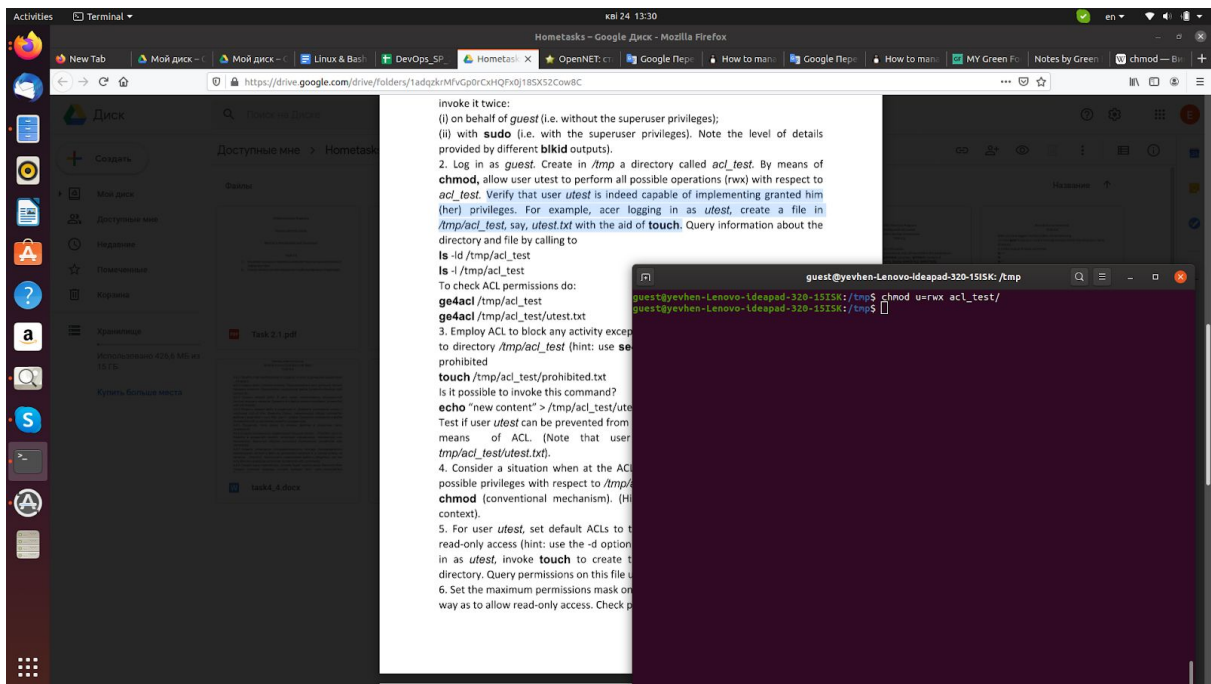 Activities Terminal кві 24 13:30 en
Hometasks – Google Диск - Mozilla Firefox
New Tab Мой диск – G Мой диск – Linux & Bash DevOps_SP_ Hometask OpenNET: ст Google Пере How to mana Google Пере How to mana MY Green Fo Notes by Green chmod — Ви
https://drive.google.com/drive/folders/1adqzkrMfvGp0rCxHQFx0j18SX52Cow8C
Диск
Поиск на Диске
Создать
Доступные мне > Hometask
Мой диск
Доступные мне
Недавние
Помеченные
Корзина
Хранилище
Использовано 428,6 МБ из
15 ГБ
Купить больше места
Файлы
Название
Task 2.1.pdf
task4_4.docx
invoke it twice:
(i) on behalf of guest (i.e. without the superuser privileges);
(ii) with sudo (i.e. with the superuser privileges). Note the level of details
provided by different blkid outputs).
2. Log in as guest. Create in /tmp a directory called acl_test. By means of
chmod, allow user utest to perform all possible operations (rwx) with respect to
acl_test. Verify that user utest is indeed capable of implementing granted him
(her) privileges. For example, acer logging in as utest, create a file in
/tmp/acl_test, say, utest.txt with the aid of touch. Query information about the
directory and file by calling to
ls -ld /tmp/acl_test
ls -l /tmp/acl_test
To check ACL permissions do:
ge4acl /tmp/acl_test
ge4acl /tmp/acl_test/utest.txt
3. Employ ACL to block any activity excep
to directory /tmp/acl_test (hint: use se
prohibited
touch /tmp/acl_test/prohibited.txt
Is it possible to invoke this command?
echo "new content" > /tmp/acl_test/ute
Test if user utest can be prevented from
means of ACL. (Note that user
tmp/acl_test/utest.txt).
4. Consider a situation when at the ACL
possible privileges with respect to /tmp/a
chmod (conventional mechanism). (Hi
context).
5. For user utest, set default ACLs to t
read-only access (hint: use the -d option
in as utest, invoke touch to create t
directory. Query permissions on this file u
6. Set the maximum permissions mask on
way as to allow read-only access. Check p
guest@yevhen-Lenovo-ideapad-320-15ISK: /tmp
guest@yevhen-Lenovo-ideapad-320-15ISK:/tmp$ chmod u=rwx acl_test/
guest@yevhen-Lenovo-ideapad-320-15ISK:/tmp$